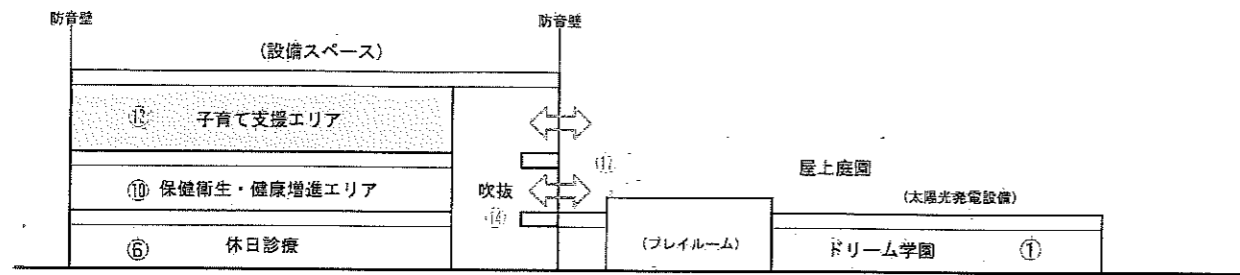 防音壁
防音壁
(設備スペース)
子育て支援エリア
屋上庭園
⑩ 保健衛生・健康増進エリア
吹抜
⑭
(太陽光発電設備)
⑥ 休日診療
(プレイルーム)
ドリーム学園 ①